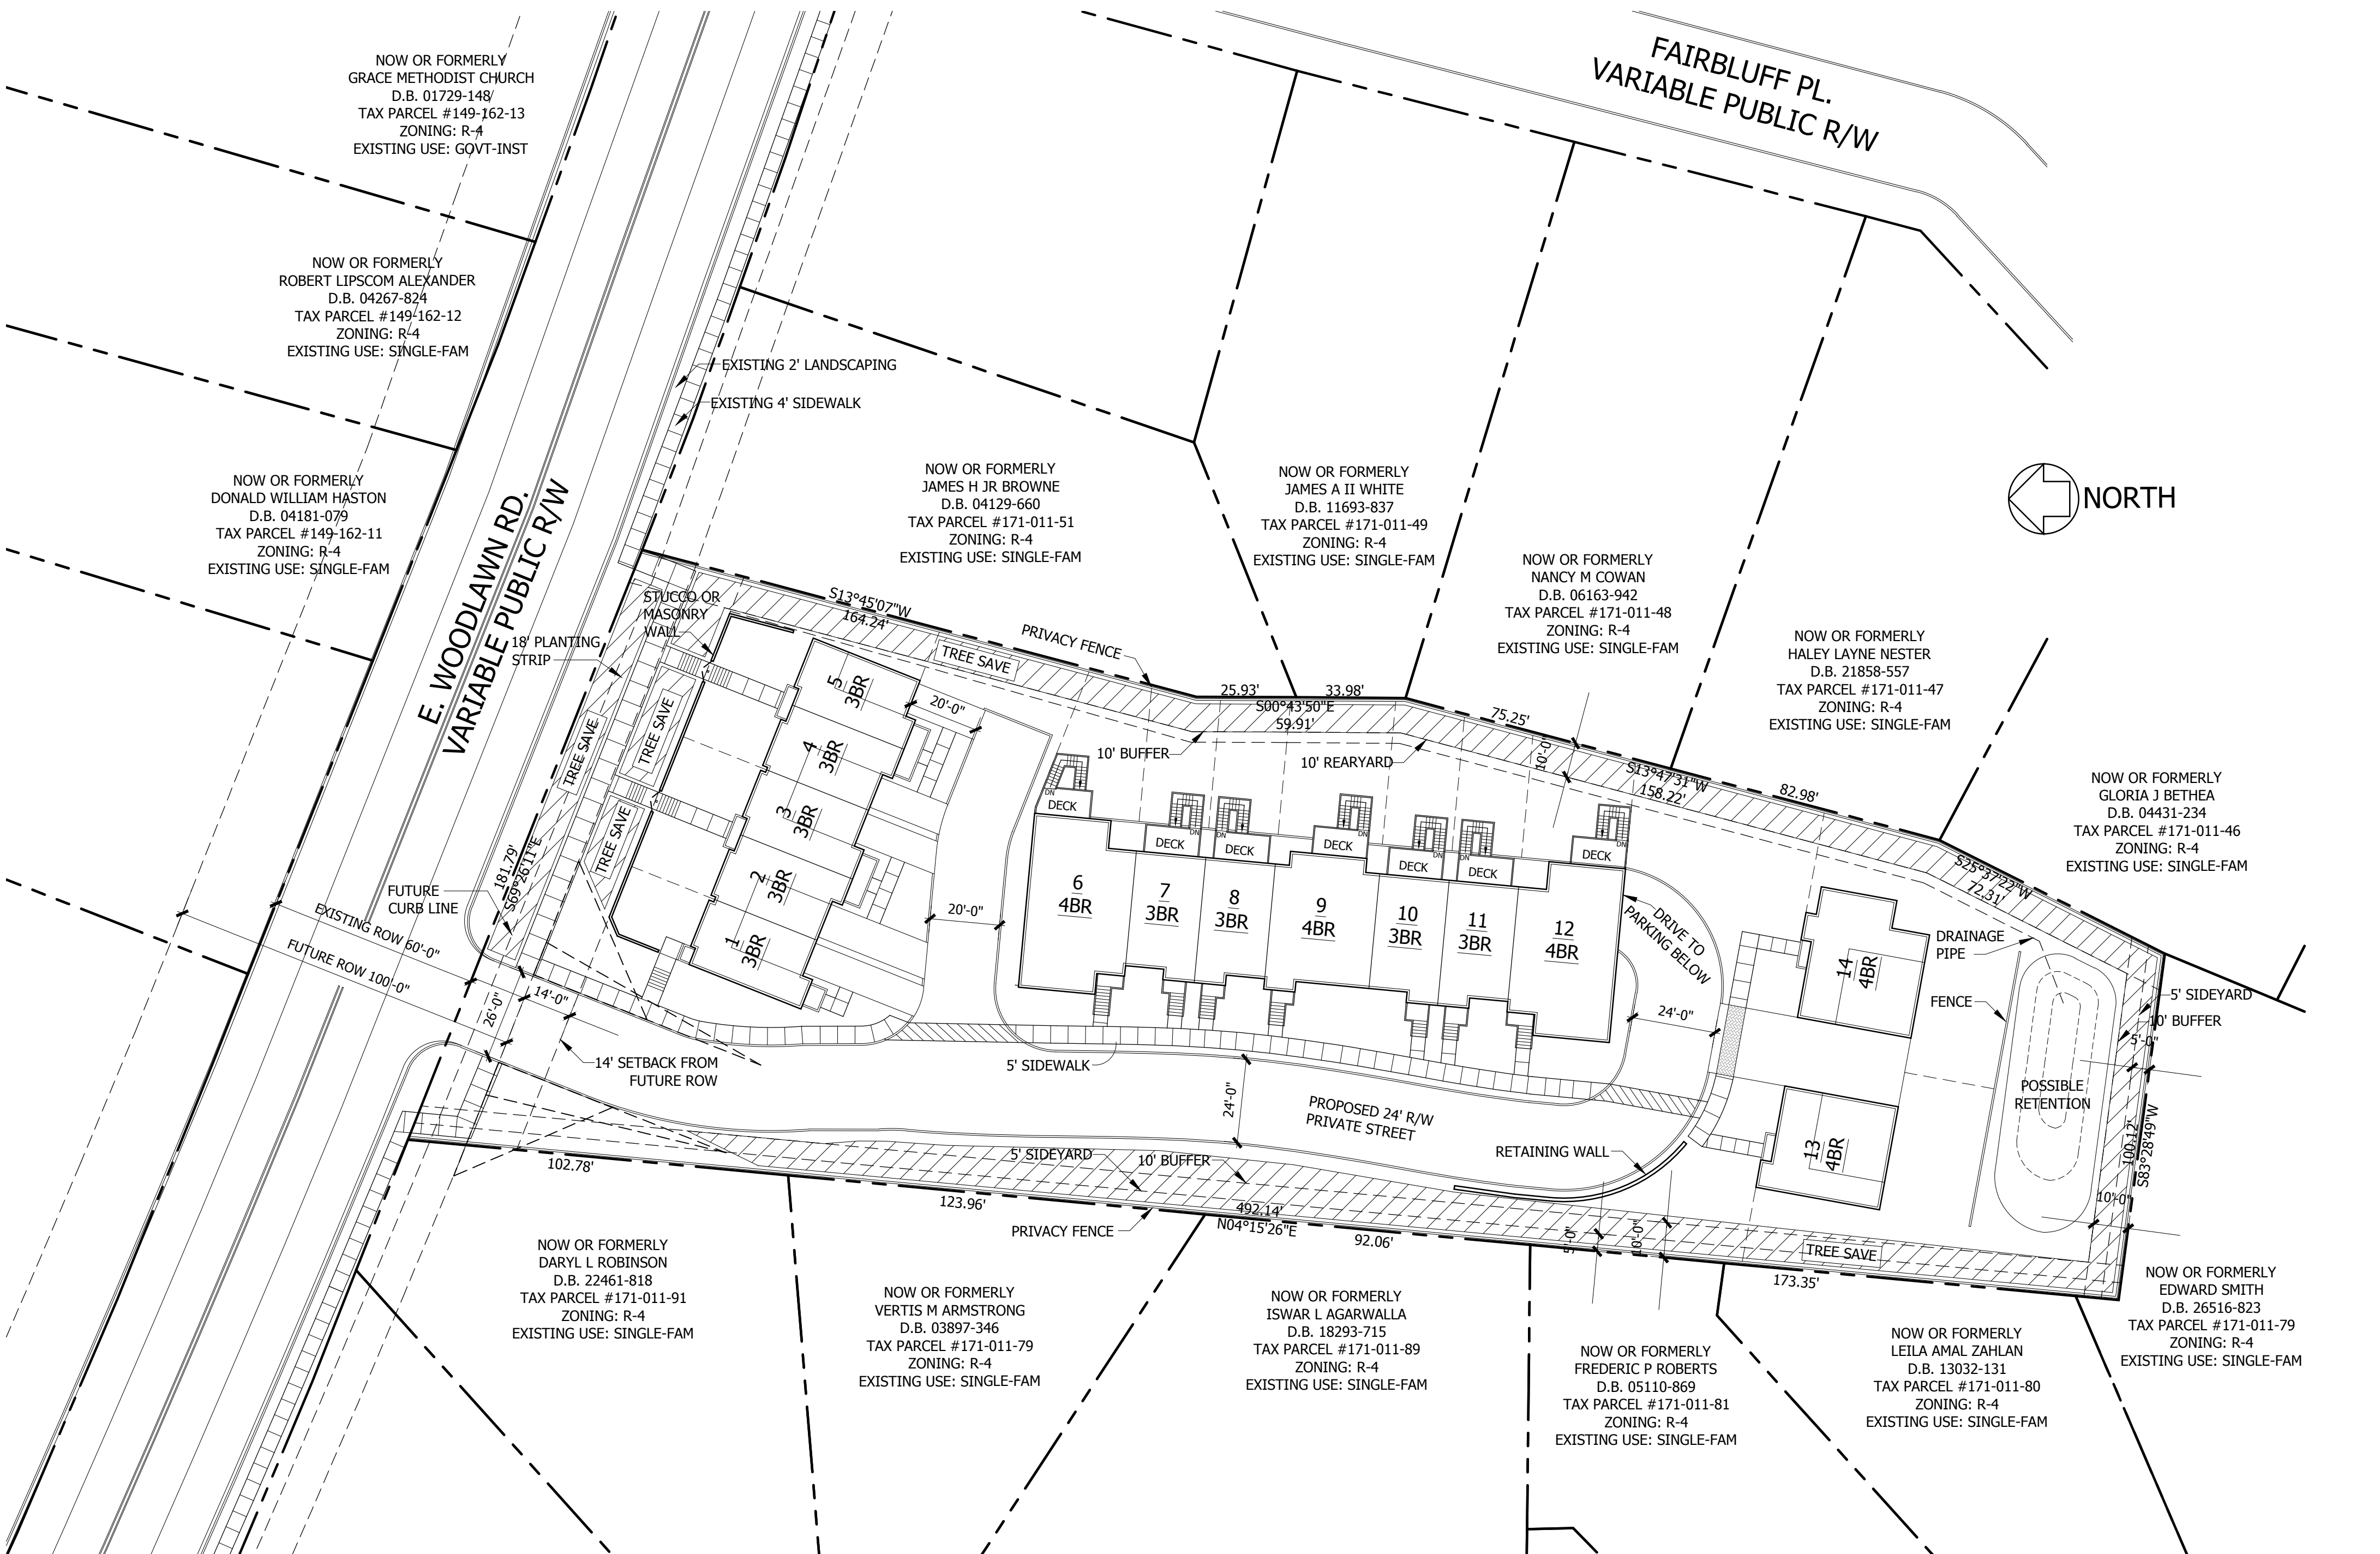 FAIRBLUFF PL.
VARIABLE PUBLIC R/W
NOW OR FORMERLY
GRACE METHODIST CHURCH
D.B. 01729-148
TAX PARCEL #149-162-13
ZONING: R-4
EXISTING USE: GOVT-INST
NOW OR FORMERLY
ROBERT LIPSCOM ALEXANDER
D.B. 04267-824
TAX PARCEL #149-162-12
ZONING: R-4
EXISTING USE: SINGLE-FAM
NOW OR FORMERLY
DONALD WILLIAM HASTON
D.B. 04181-079
TAX PARCEL #149-162-11
ZONING: R-4
EXISTING USE: SINGLE-FAM
E. WOODLAWN RD.
VARIABLE PUBLIC R/W
EXISTING 2' LANDSCAPING
EXISTING 4' SIDEWALK
NOW OR FORMERLY
JAMES H JR BROWNE
D.B. 04129-660
TAX PARCEL #171-011-51
ZONING: R-4
EXISTING USE: SINGLE-FAM
NOW OR FORMERLY
JAMES A II WHITE
D.B. 11693-837
TAX PARCEL #171-011-49
ZONING: R-4
EXISTING USE: SINGLE-FAM
NOW OR FORMERLY
NANCY M COWAN
D.B. 06163-942
TAX PARCEL #171-011-48
ZONING: R-4
EXISTING USE: SINGLE-FAM
NOW OR FORMERLY
HALEY LAYNE NESTER
D.B. 21858-557
TAX PARCEL #171-011-47
ZONING: R-4
EXISTING USE: SINGLE-FAM
NOW OR FORMERLY
GLORIA J BETHEA
D.B. 04431-234
TAX PARCEL #171-011-46
ZONING: R-4
EXISTING USE: SINGLE-FAM
NORTH
STUCCO OR
MASONRY
WALL
18' PLANTING
STRIP
S13°45'07"W
164.24'
PRIVACY FENCE
TREE SAVE
TREE SAVE
TREE SAVE
TREE SAVE
25.93'
33.98'
S00°43'50"E
59.91'
75.25'
10' BUFFER
10' REARYARD
10'-0"
S13°47'31"W
158.22'
82.98'
S25°37'22"W
72.31'
5
3BR
4
3BR
3
3BR
2
3BR
1
3BR
20'-0"
20'-0"
DN
DECK
DN
DECK
DN
DECK
DECK
DN
DECK
DN
DECK
DN
DECK
6
4BR
7
3BR
8
3BR
9
4BR
10
3BR
11
3BR
12
4BR
DRIVE TO
PARKING BELOW
24'-0"
14
4BR
13
4BR
DRAINAGE
PIPE
FENCE
POSSIBLE
RETENTION
5' SIDEYARD
10' BUFFER
5'-0"
100.12'
S83°28'49"W
10'-0"
FUTURE
CURB LINE
181.79'
S69°26'11"E
EXISTING ROW 60'-0"
FUTURE ROW 100'-0"
26'-0"
14'-0"
14' SETBACK FROM
FUTURE ROW
5' SIDEWALK
24'-0"
PROPOSED 24' R/W
PRIVATE STREET
RETAINING WALL
5' SIDEYARD
10' BUFFER
102.78'
123.96'
PRIVACY FENCE
492.14'
N04°15'26"E
92.06'
5'-0"
10'-0"
TREE SAVE
173.35'
NOW OR FORMERLY
DARYL L ROBINSON
D.B. 22461-818
TAX PARCEL #171-011-91
ZONING: R-4
EXISTING USE: SINGLE-FAM
NOW OR FORMERLY
VERTIS M ARMSTRONG
D.B. 03897-346
TAX PARCEL #171-011-79
ZONING: R-4
EXISTING USE: SINGLE-FAM
NOW OR FORMERLY
ISWAR L AGARWALLA
D.B. 18293-715
TAX PARCEL #171-011-89
ZONING: R-4
EXISTING USE: SINGLE-FAM
NOW OR FORMERLY
FREDERIC P ROBERTS
D.B. 05110-869
TAX PARCEL #171-011-81
ZONING: R-4
EXISTING USE: SINGLE-FAM
NOW OR FORMERLY
LEILA AMAL ZAHLAN
D.B. 13032-131
TAX PARCEL #171-011-80
ZONING: R-4
EXISTING USE: SINGLE-FAM
NOW OR FORMERLY
EDWARD SMITH
D.B. 26516-823
TAX PARCEL #171-011-79
ZONING: R-4
EXISTING USE: SINGLE-FAM